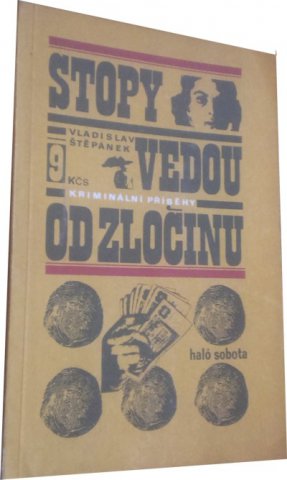 STOPY
VLADISLAV
ŠTĚPÁNEK
VEDOU
9
KČS
KRIMINÁLNÍ PŘÍBĚHY
OD ZLOČINU
haló sobota